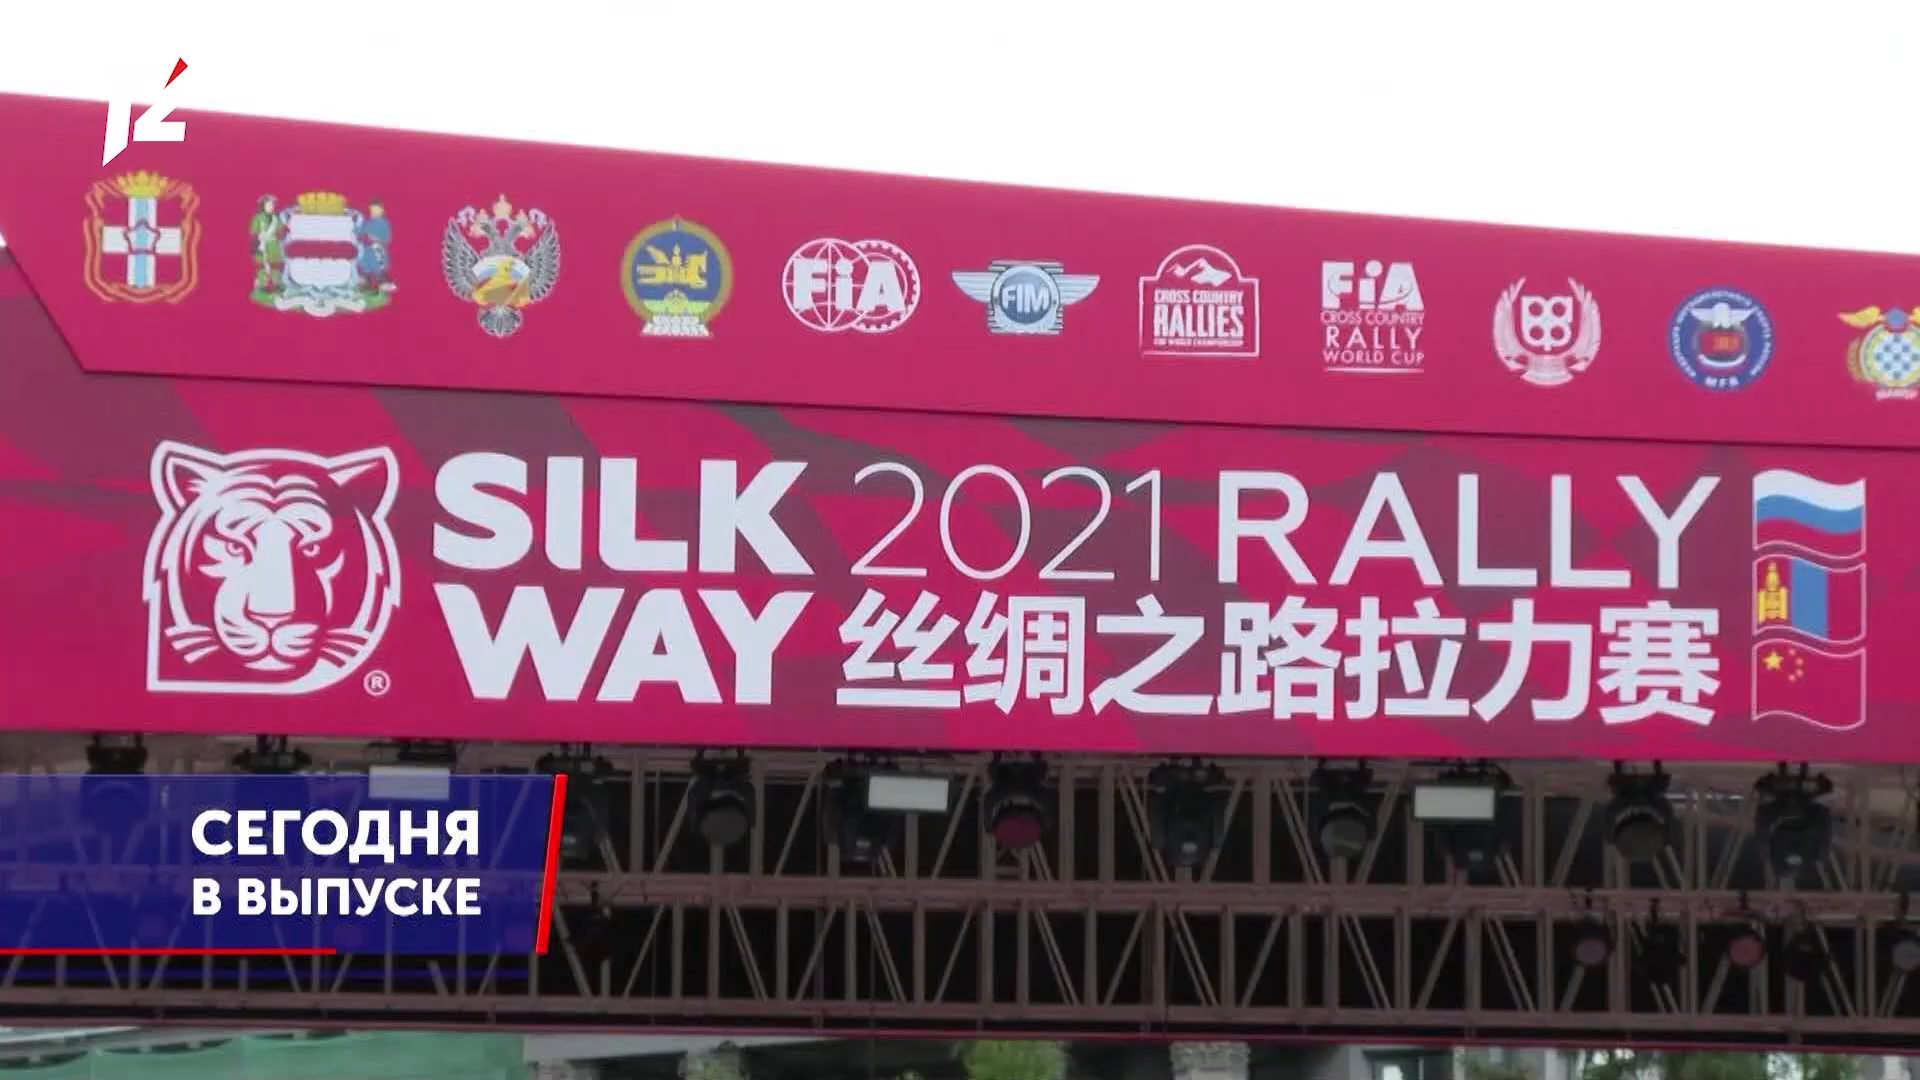 12
FiA
FIM
CROSS COUNTRY
RALLIES
FiA
CROSS COUNTRY
RALLY
WORLD CUP
SILK 2021 RALLY
WAY 丝绸之路拉力赛
®
СЕГОДНЯ
В ВЫПУСКЕ